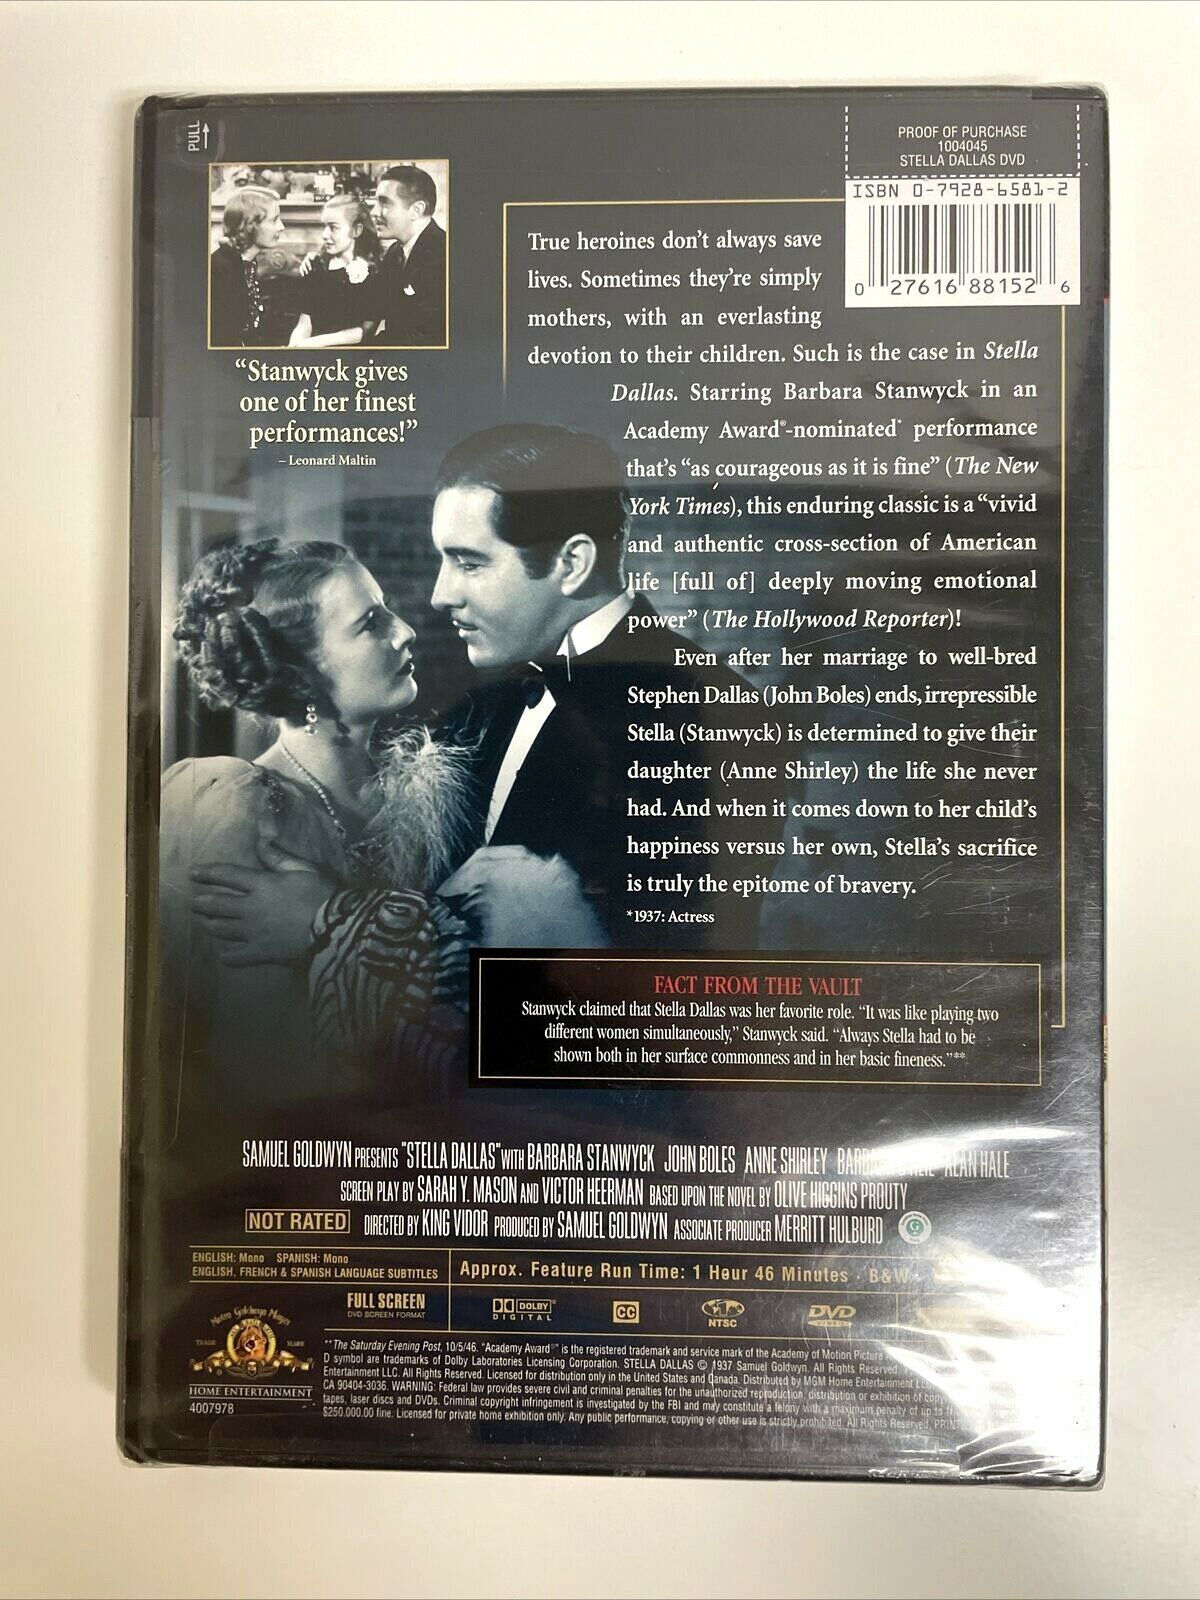 PULL
PROOF OF PURCHASE
1004045
STELLA DALLAS DVD
ISBN 0-7928-6581-2
0 27616 88152 6
"Stanwyck gives
one of her finest
performances!"
– Leonard Maltin
True heroines don't always save
lives. Sometimes they're simply
mothers, with an everlasting
devotion to their children. Such is the case in Stella
Dallas. Starring Barbara Stanwyck in an
Academy Award®-nominated* performance
that's "as courageous as it is fine" (The New
York Times), this enduring classic is a "vivid
and authentic cross-section of American
life [full of] deeply moving emotional
power" (The Hollywood Reporter)!
Even after her marriage to well-bred
Stephen Dallas (John Boles) ends, irrepressible
Stella (Stanwyck) is determined to give their
daughter (Anne Shirley) the life she never
had. And when it comes down to her child's
happiness versus her own, Stella's sacrifice
is truly the epitome of bravery.
*1937: Actress
FACT FROM THE VAULT
Stanwyck claimed that Stella Dallas was her favorite role. "It was like playing two
different women simultaneously," Stanwyck said. "Always Stella had to be
shown both in her surface commonness and in her basic fineness."**
SAMUEL GOLDWYN PRESENTS "STELLA DALLAS" WITH BARBARA STANWYCK JOHN BOLES ANNE SHIRLEY ALAN HALE
SCREEN PLAY BY SARAH Y. MASON AND VICTOR HEERMAN BASED UPON THE NOVEL BY OLIVE HIGGINS PROUTY
NOT RATED DIRECTED BY KING VIDOR PRODUCED BY SAMUEL GOLDWYN ASSOCIATE PRODUCER MERRITT HULBURD
G
ENGLISH: Mono SPANISH: Mono
ENGLISH, FRENCH & SPANISH LANGUAGE SUBTITLES
Approx. Feature Run Time: 1 Hour 46 Minutes · B&W
FULL SCREEN
DVD SCREEN FORMAT
DOLBY
DIGITAL
CC
NTSC
DVD
VIDEO
Metro Goldwyn Mayer
TRADE MARK
HOME ENTERTAINMENT
4007978
**The Saturday Evening Post, 10/5/46. "Academy Award®" is the registered trademark and service mark of the Academy of Motion Picture
D symbol are trademarks of Dolby Laboratories Licensing Corporation. STELLA DALLAS © 1937 Samuel Goldwyn. All Rights Reserved.
Entertainment LLC. All Rights Reserved. Licensed for distribution only in the United States and Canada. Distributed by MGM Home Entertainment
CA 90404-3036. WARNING: Federal law provides severe civil and criminal penalties for the unauthorized reproduction, distribution or exhibition of
tapes, laser discs and DVDs. Criminal copyright infringement is investigated by the FBI and may constitute a felony with a maximum penalty of up to
$250,000.00 fine. Licensed for private home exhibition only. Any public performance, copying or other use is strictly prohibited. All Rights Reserved.